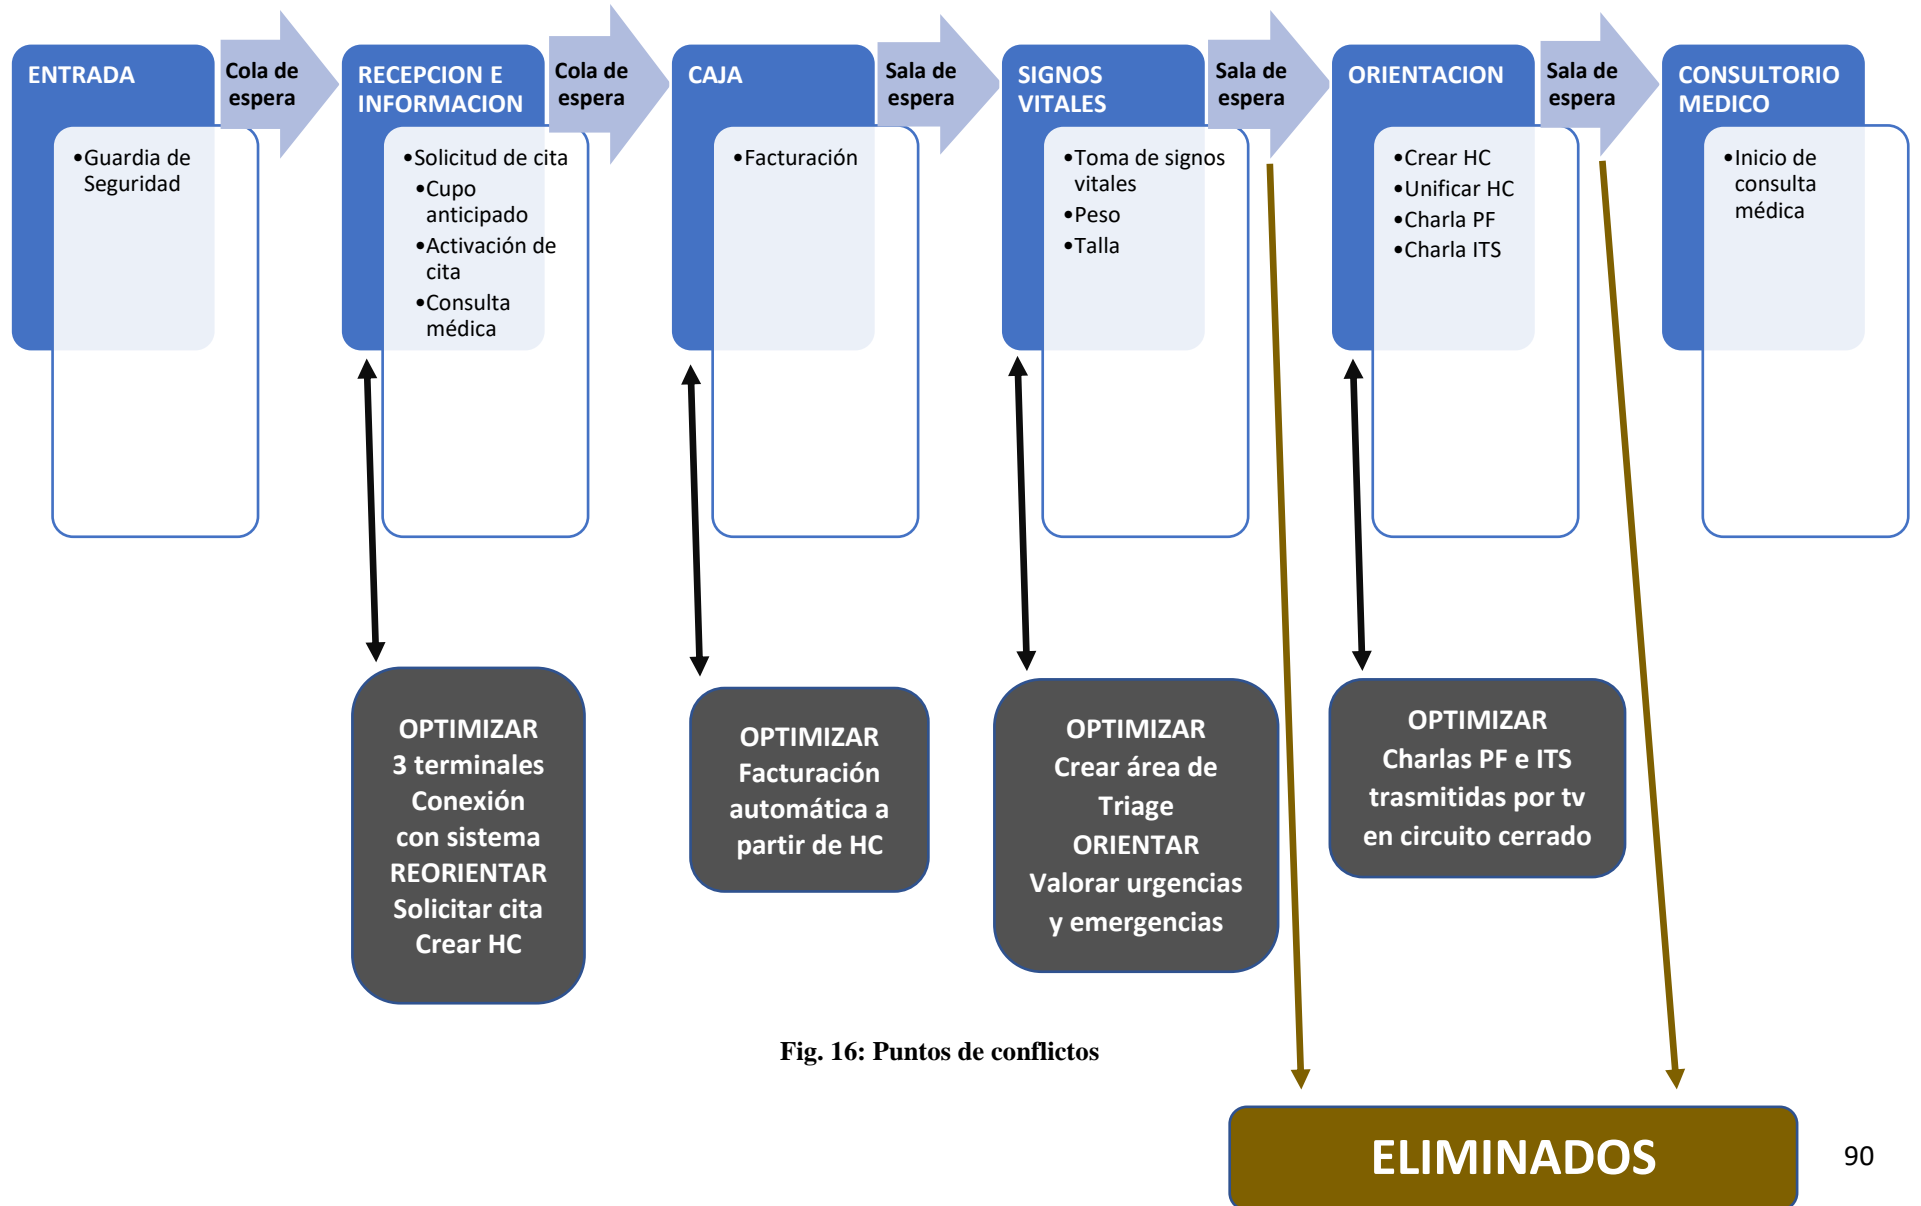 ENTRADA
•Guardia de
Seguridad
Cola de
espera
RECEPCION E
INFORMACION
•Solicitud de cita
•Cupo
anticipado
•Activación de
cita
•Consulta
médica
Cola de
espera
CAJA
•Facturación
Sala de
espera
SIGNOS
VITALES
•Toma de signos
vitales
•Peso
•Talla
Sala de
espera
ORIENTACION
•Crear HC
•Unificar HC
•Charla PF
•Charla ITS
Sala de
espera
CONSULTORIO
MEDICO
•Inicio de
consulta
médica
OPTIMIZAR
3 terminales
Conexión
con sistema
REORIENTAR
Solicitar cita
Crear HC
OPTIMIZAR
Facturación
automática a
partir de HC
OPTIMIZAR
Crear área de
Triage
ORIENTAR
Valorar urgencias
y emergencias
OPTIMIZAR
Charlas PF e ITS
trasmitidas por tv
en circuito cerrado
Fig. 16: Puntos de conflictos
ELIMINADOS
90